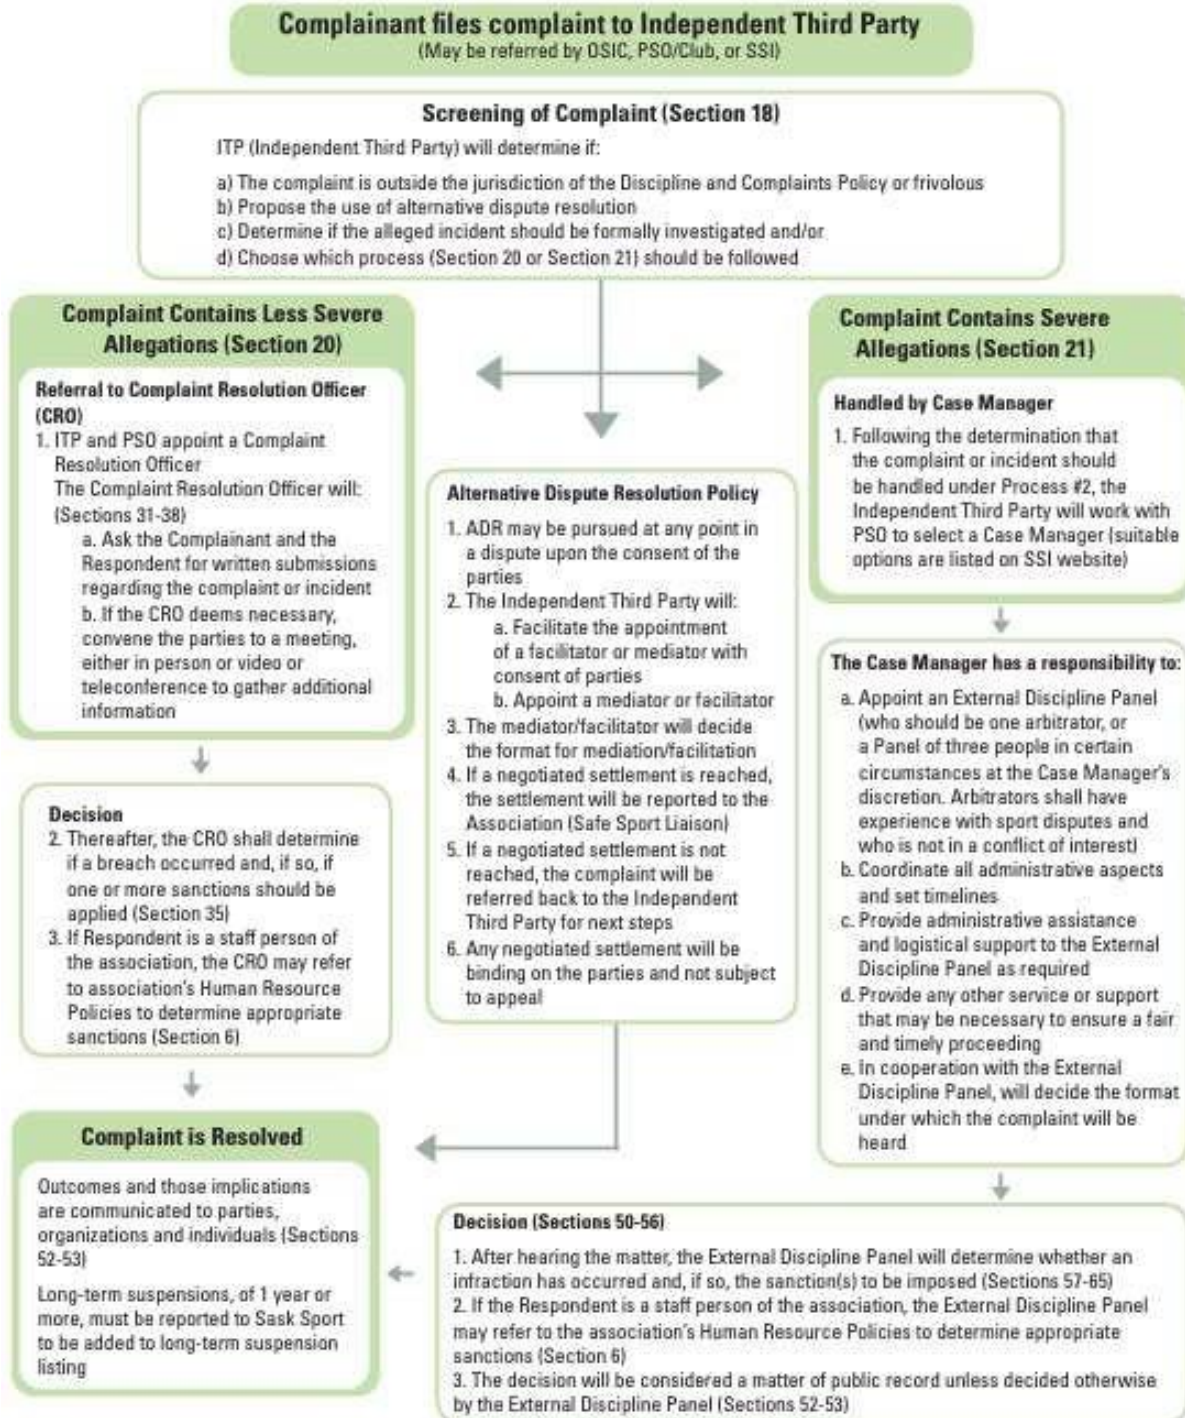 Complainant files complaint to Independent Third Party
(May be referred by OSIC, PSO/Club, or SSI)
Screening of Complaint (Section 18)
ITP (Independent Third Party) will determine if:
a) The complaint is outside the jurisdiction of the Discipline and Complaints Policy or frivolous
b) Propose the use of alternative dispute resolution
c) Determine if the alleged incident should be formally investigated and/or
d) Choose which process (Section 20 or Section 21) should be followed
Complaint Contains Less Severe
Allegations (Section 20)
Referral to Complaint Resolution Officer
(CRO)
1. ITP and PSO appoint a Complaint
Resolution Officer
The Complaint Resolution Officer will:
(Sections 31-38)
a. Ask the Complainant and the
Respondent for written submissions
regarding the complaint or incident
b. If the CRO deems necessary,
convene the parties to a meeting,
either in person or video or
teleconference to gather additional
information
Decision
2. Thereafter, the CRO shall determine
if a breach occurred and, if so, if
one or more sanctions should be
applied (Section 35)
3. If Respondent is a staff person of
the association, the CRO may refer
to association's Human Resource
Policies to determine appropriate
sanctions (Section 6)
Alternative Dispute Resolution Policy
1. ADR may be pursued at any point in
a dispute upon the consent of the
parties
2. The Independent Third Party will:
a. Facilitate the appointment
of a facilitator or mediator with
consent of parties
b. Appoint a mediator or facilitator
3. The mediator/facilitator will decide
the format for mediation/facilitation
4. If a negotiated settlement is reached,
the settlement will be reported to the
Association (Safe Sport Liaison)
5. If a negotiated settlement is not
reached, the complaint will be
referred back to the Independent
Third Party for next steps
6. Any negotiated settlement will be
binding on the parties and not subject
to appeal
Complaint Contains Severe
Allegations (Section 21)
Handled by Case Manager
1. Following the determination that
the complaint or incident should
be handled under Process #2, the
Independent Third Party will work with
PSO to select a Case Manager (suitable
options are listed on SSI website)
The Case Manager has a responsibility to:
a. Appoint an External Discipline Panel
(who should be one arbitrator, or
a Panel of three people in certain
circumstances at the Case Manager's
discretion. Arbitrators shall have
experience with sport disputes and
who is not in a conflict of interest)
b. Coordinate all administrative aspects
and set timelines
c. Provide administrative assistance
and logistical support to the External
Discipline Panel as required
d. Provide any other service or support
that may be necessary to ensure a fair
and timely proceeding
e. In cooperation with the External
Discipline Panel, will decide the format
under which the complaint will be
heard
Decision (Sections 50-56)
1. After hearing the matter, the External Discipline Panel will determine whether an
infraction has occurred and, if so, the sanction(s) to be imposed (Sections 57-65)
2. If the Respondent is a staff person of the association, the External Discipline Panel
may refer to the association's Human Resource Policies to determine appropriate
sanctions (Section 6)
3. The decision will be considered a matter of public record unless decided otherwise
by the External Discipline Panel (Sections 52-53)
Complaint is Resolved
Outcomes and those implications
are communicated to parties,
organizations and individuals (Sections
52-53)
Long-term suspensions, of 1 year or
more, must be reported to Sask Sport
to be added to long-term suspension
listing